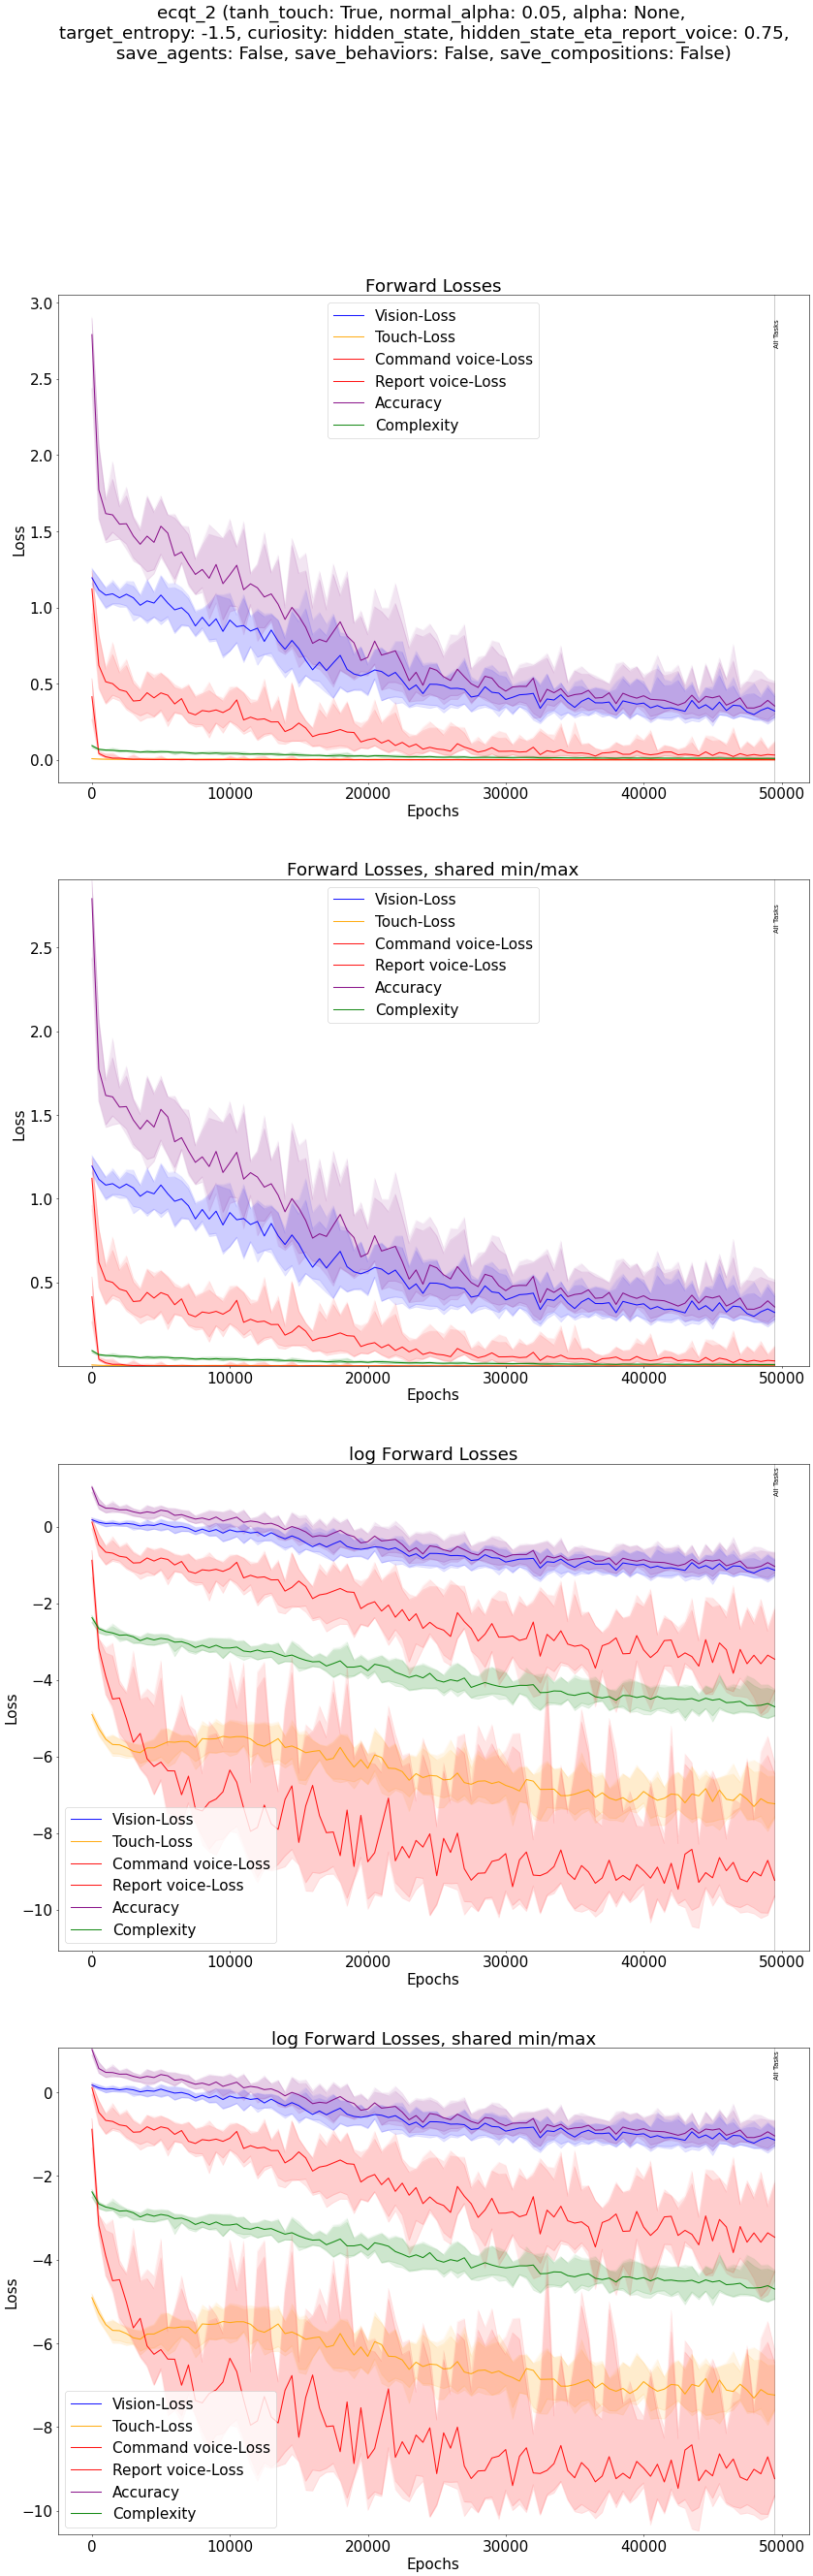 ecqt_2 (tanh_touch: True, normal_alpha: 0.05, alpha: None,
target_entropy: -1.5, curiosity: hidden_state, hidden_state_eta_report_voice: 0.75,
save_agents: False, save_behaviors: False, save_compositions: False)
Forward Losses
3.0
2.5
2.0
1.5
1.0
0.5
0.0
Loss
Vision-Loss
Touch-Loss
Command voice-Loss
Report voice-Loss
Accuracy
Complexity
All Tasks
0 10000 20000 30000 40000 50000
Epochs
Forward Losses, shared min/max
2.5
2.0
1.5
1.0
0.5
Loss
Vision-Loss
Touch-Loss
Command voice-Loss
Report voice-Loss
Accuracy
Complexity
All Tasks
0 10000 20000 30000 40000 50000
Epochs
log Forward Losses
0
−2
−4
−6
−8
−10
Loss
All Tasks
Vision-Loss
Touch-Loss
Command voice-Loss
Report voice-Loss
Accuracy
Complexity
0 10000 20000 30000 40000 50000
Epochs
log Forward Losses, shared min/max
0
−2
−4
−6
−8
−10
Loss
All Tasks
Vision-Loss
Touch-Loss
Command voice-Loss
Report voice-Loss
Accuracy
Complexity
0 10000 20000 30000 40000 50000
Epochs